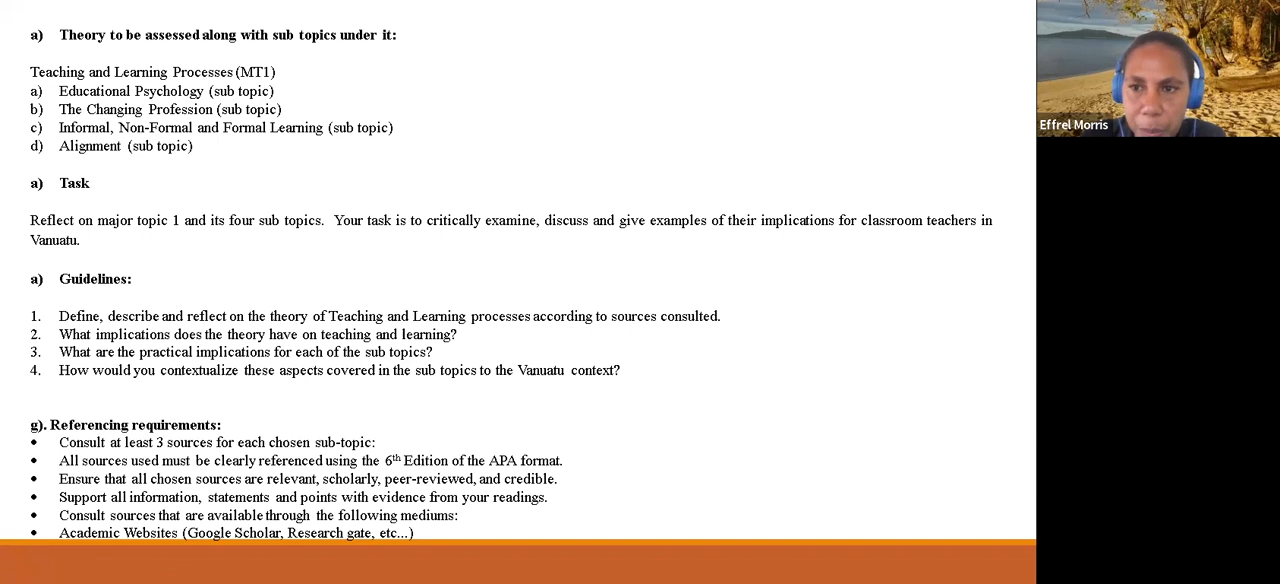 a) Theory to be assessed along with sub topics under it:
Teaching and Learning Processes (MT1)
a) Educational Psychology (sub topic)
b) The Changing Profession (sub topic)
c) Informal, Non-Formal and Formal Learning (sub topic)
d) Alignment (sub topic)
a) Task
Reflect on major topic 1 and its four sub topics. Your task is to critically examine, discuss and give examples of their implications for classroom teachers in
Vanuatu.
a) Guidelines:
1. Define, describe and reflect on the theory of Teaching and Learning processes according to sources consulted.
2. What implications does the theory have on teaching and learning?
3. What are the practical implications for each of the sub topics?
4. How would you contextualize these aspects covered in the sub topics to the Vanuatu context?
g). Referencing requirements:
• Consult at least 3 sources for each chosen sub-topic:
• All sources used must be clearly referenced using the 6th Edition of the APA format.
• Ensure that all chosen sources are relevant, scholarly, peer-reviewed, and credible.
• Support all information, statements and points with evidence from your readings.
• Consult sources that are available through the following mediums:
• Academic Websites (Google Scholar, Research gate, etc...)
Effrel Morris